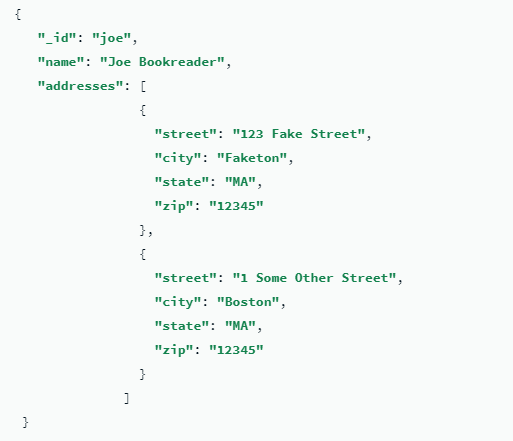 {
"_id": "joe",
"name": "Joe Bookreader",
"addresses": [
{
"street": "123 Fake Street",
"city": "Faketon",
"state": "MA",
"zip": "12345"
},
{
"street": "1 Some Other Street",
"city": "Boston",
"state": "MA",
"zip": "12345"
}
]
}